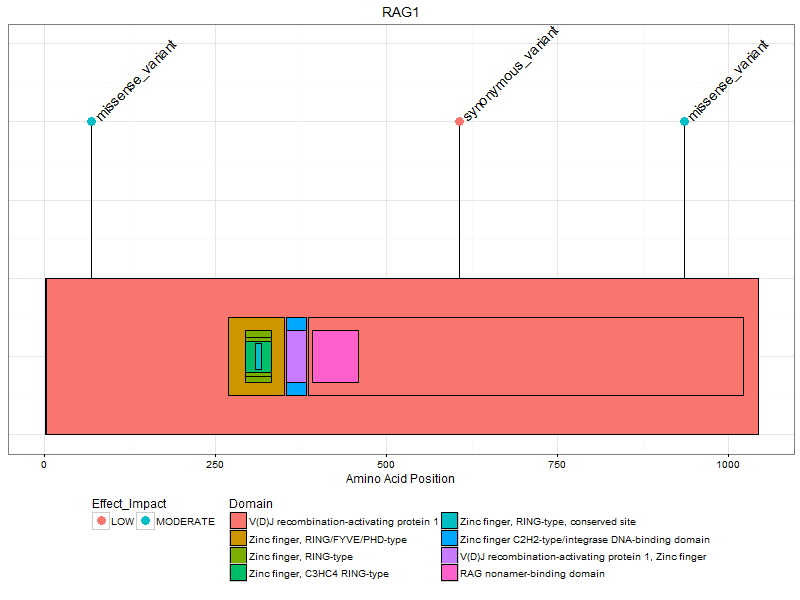 RAG1
missense_variant
synonymous_variant
missense_variant
0 250 500 750 1000
Amino Acid Position
Effect_Impact
LOW MODERATE
Domain
V(D)J recombination-activating protein 1
Zinc finger, RING/FYVE/PHD-type
Zinc finger, RING-type
Zinc finger, C3HC4 RING-type
Zinc finger, RING-type, conserved site
Zinc finger C2H2-type/integrase DNA-binding domain
V(D)J recombination-activating protein 1, Zinc finger
RAG nonamer-binding domain